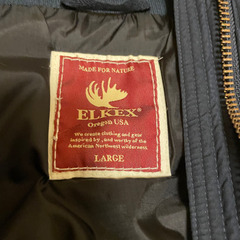 MADE FOR NATURE
ELKEX®
Oregon USA
We create clothing and gear
inspired by, and worthy of the
American Northwest wilderness.
LARGE